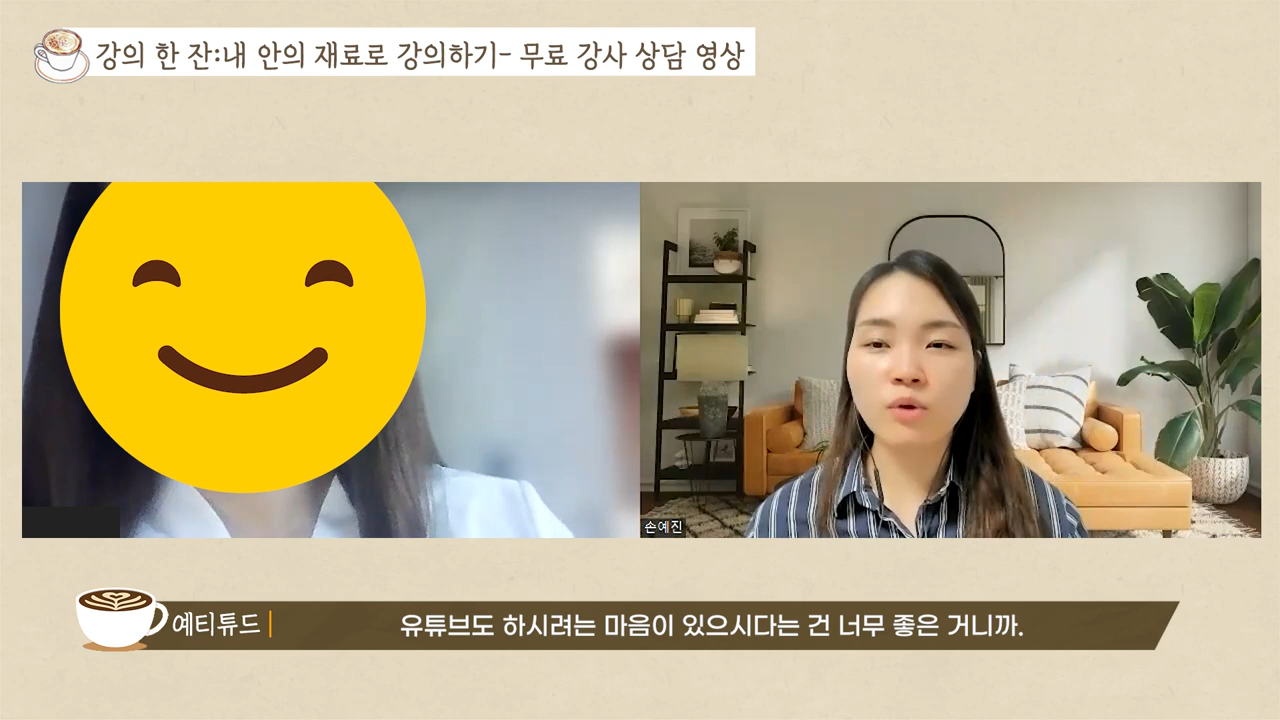 강의 한 잔:내 안의 재료로 강의하기- 무료 강사 상담 영상
손예진
예티튜드
유튜브도 하시려는 마음이 있으시다는 건 너무 좋은 거니까.